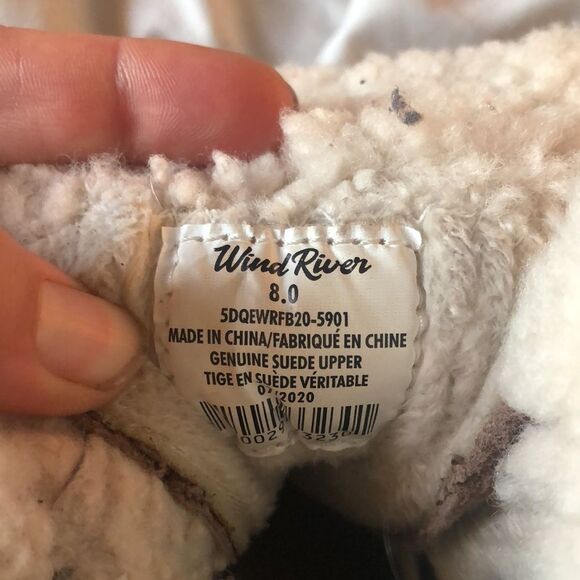 Wind River
8.0
5DQEWRFB20-5901
MADE IN CHINA/FABRIQUÉ EN CHINE
GENUINE SUEDE UPPER
TIGE EN SUÈDE VÉRITABLE